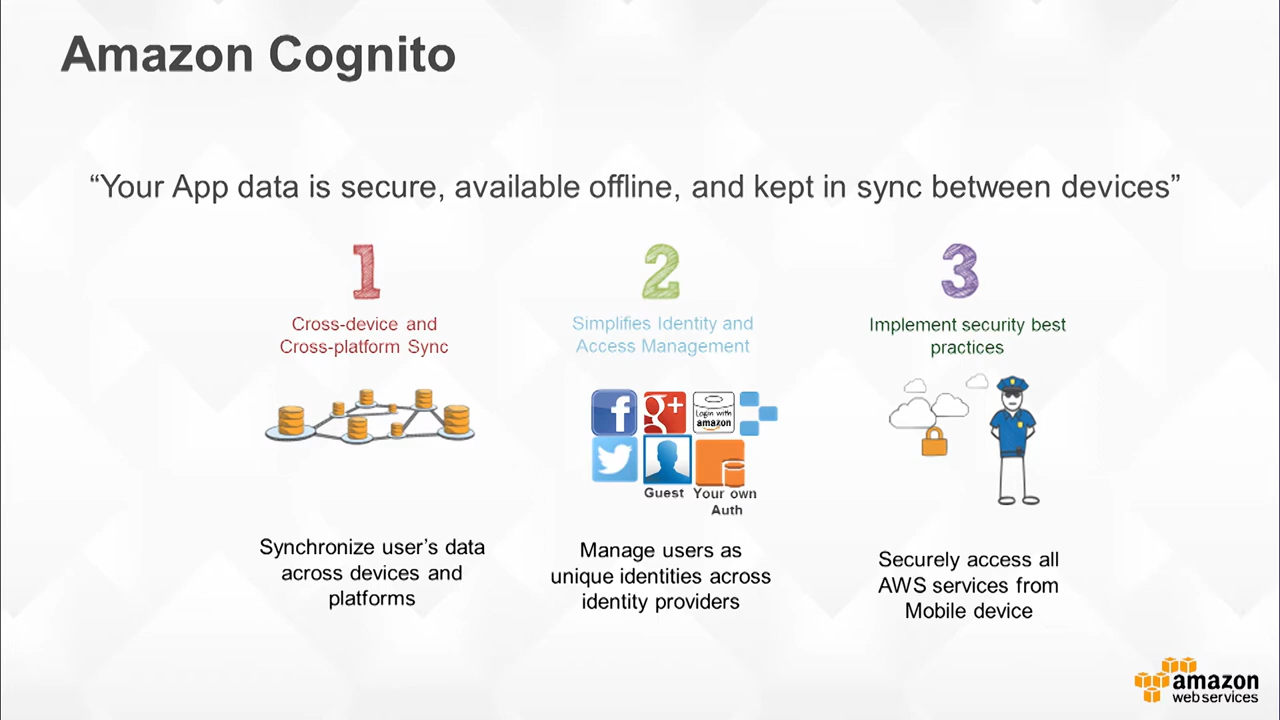 Amazon Cognito
“Your App data is secure, available offline, and kept in sync between devices”
1
Cross-device and
Cross-platform Sync
Synchronize user’s data
across devices and
platforms
2
Simplifies Identity and
Access Management
f
g+
Login with
amazon
Guest
Your own
Auth
Manage users as
unique identities across
identity providers
3
Implement security best
practices
Securely access all
AWS services from
Mobile device
amazon
web services